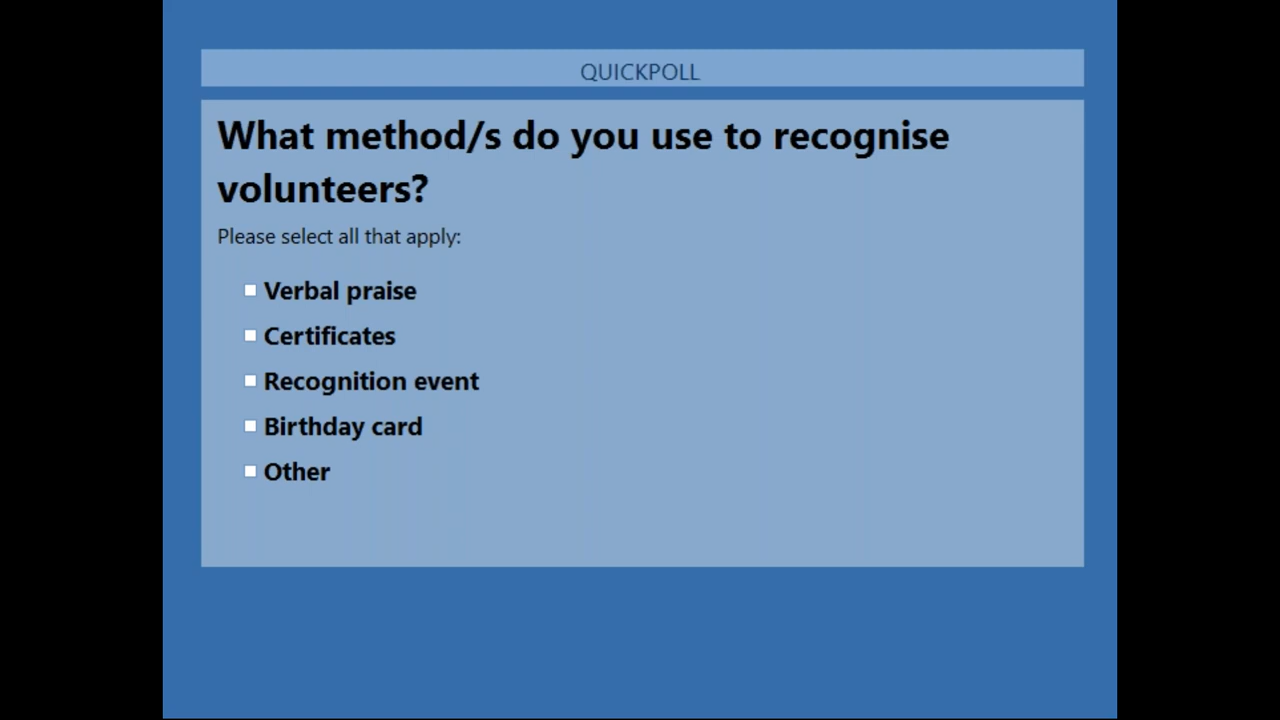 QUICKPOLL
What method/s do you use to recognise
volunteers?
Please select all that apply:
Verbal praise
Certificates
Recognition event
Birthday card
Other